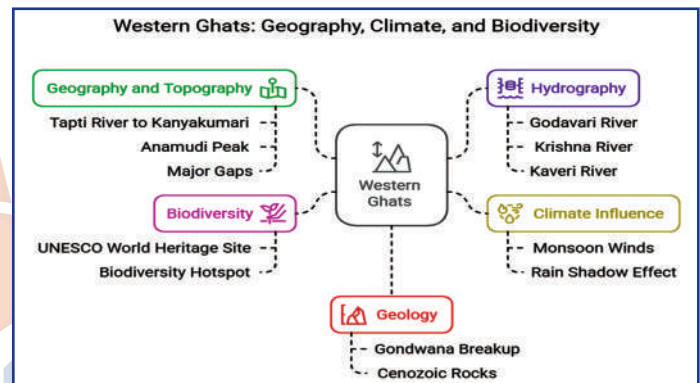 Western Ghats: Geography, Climate, and Biodiversity
Geography and Topography
Tapti River to Kanyakumari
Anamudi Peak
Major Gaps
Biodiversity
UNESCO World Heritage Site
Biodiversity Hotspot
Western
Ghats
Hydrography
Godavari River
Krishna River
Kaveri River
Climate Influence
Monsoon Winds
Rain Shadow Effect
Geology
Gondwana Breakup
Cenozoic Rocks